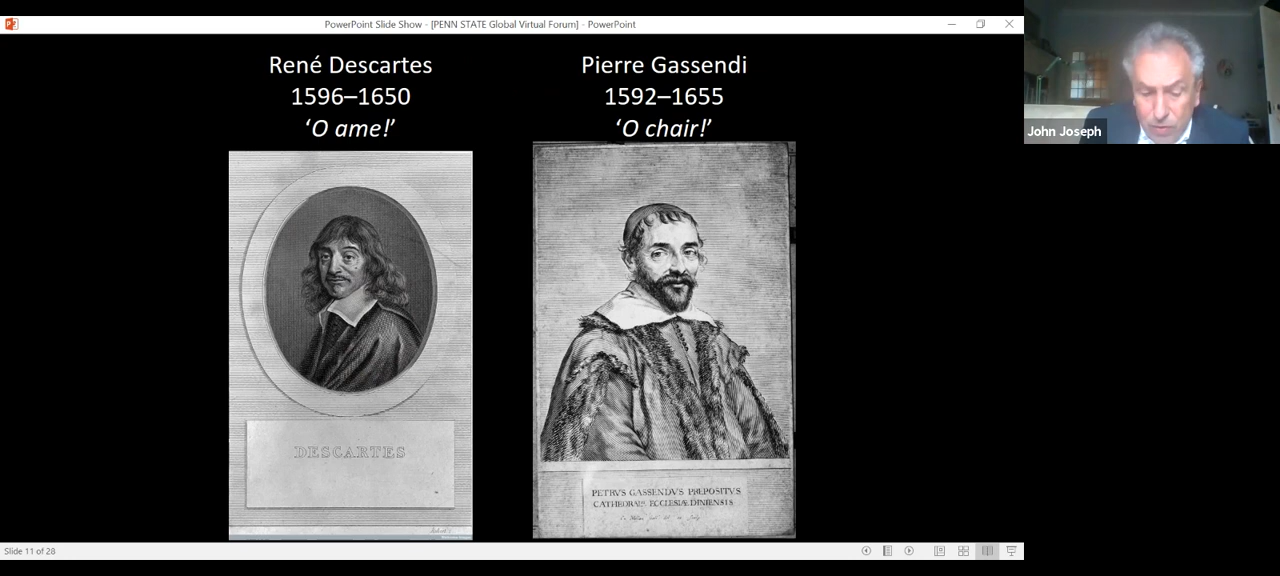 PowerPoint Slide Show - [PENN STATE Global Virtual Forum] - PowerPoint
René Descartes
1596–1650
‘O ame!’
Pierre Gassendi
1592–1655
‘O chair!’
John Joseph
DESCARTES
PETRVS GASSENDVS PREPOSITVS
CATHEDRALIS ECCLESIÆ DINIENSIS
Slide 11 of 28